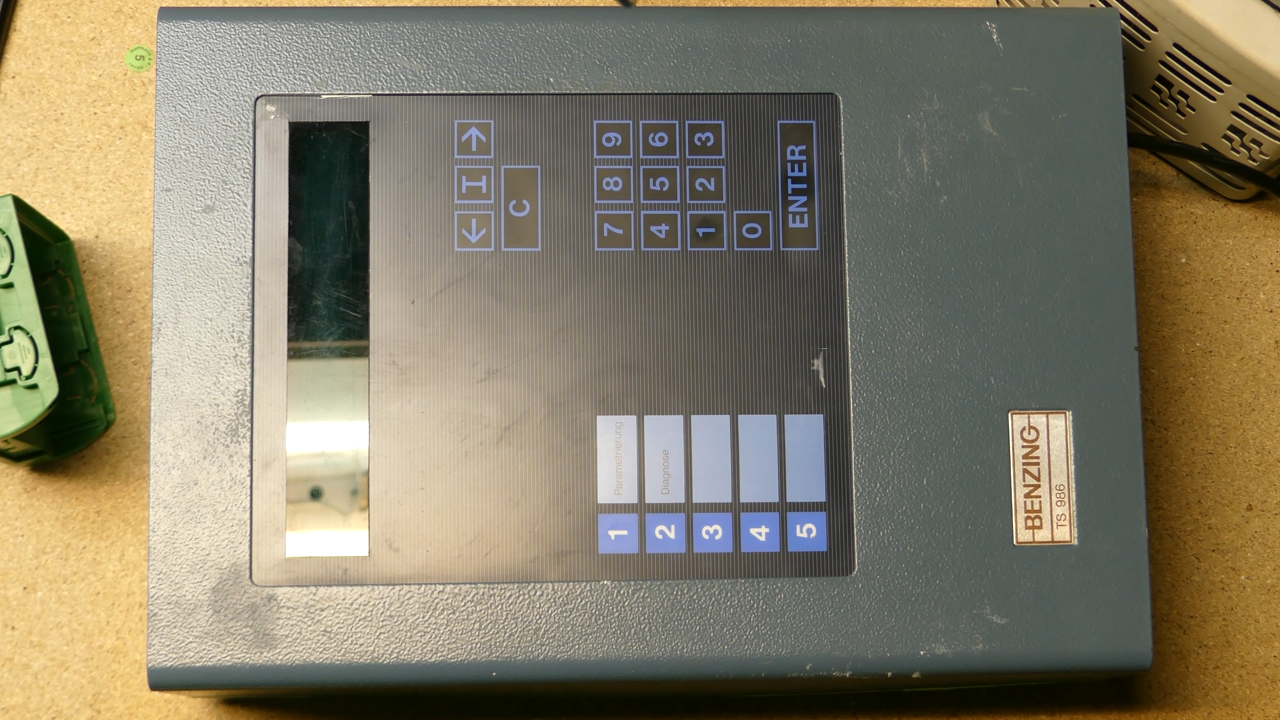 ↑ I ↓
C
1 Parametrierung 7 8 9
2 Diagnose 4 5 6
3 1 2 3
4 0
5 ENTER
BENZING
TS 986
5